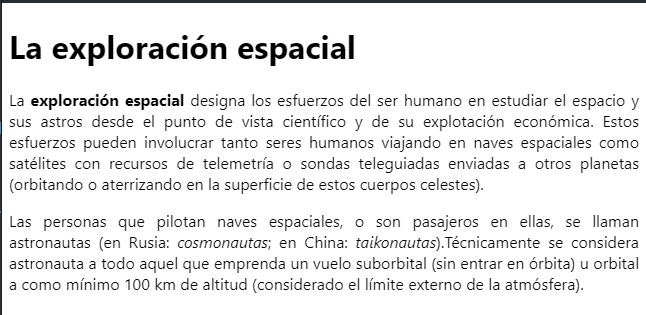 La exploración espacial
La exploración espacial designa los esfuerzos del ser humano en estudiar el espacio y
sus astros desde el punto de vista científico y de su explotación económica. Estos
esfuerzos pueden involucrar tanto seres humanos viajando en naves espaciales como
satélites con recursos de telemetría o sondas teleguiadas enviadas a otros planetas
(orbitando o aterrizando en la superficie de estos cuerpos celestes).
Las personas que pilotan naves espaciales, o son pasajeros en ellas, se llaman
astronautas (en Rusia: cosmonautas; en China: taikonautas).Técnicamente se considera
astronauta a todo aquel que emprenda un vuelo suborbital (sin entrar en órbita) u orbital
a como mínimo 100 km de altitud (considerado el límite externo de la atmósfera).